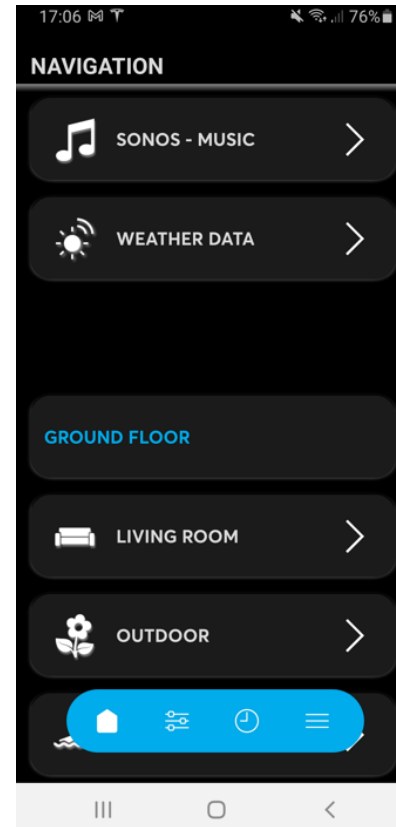 17:06 76%
NAVIGATION
SONOS - MUSIC
WEATHER DATA
GROUND FLOOR
LIVING ROOM
OUTDOOR